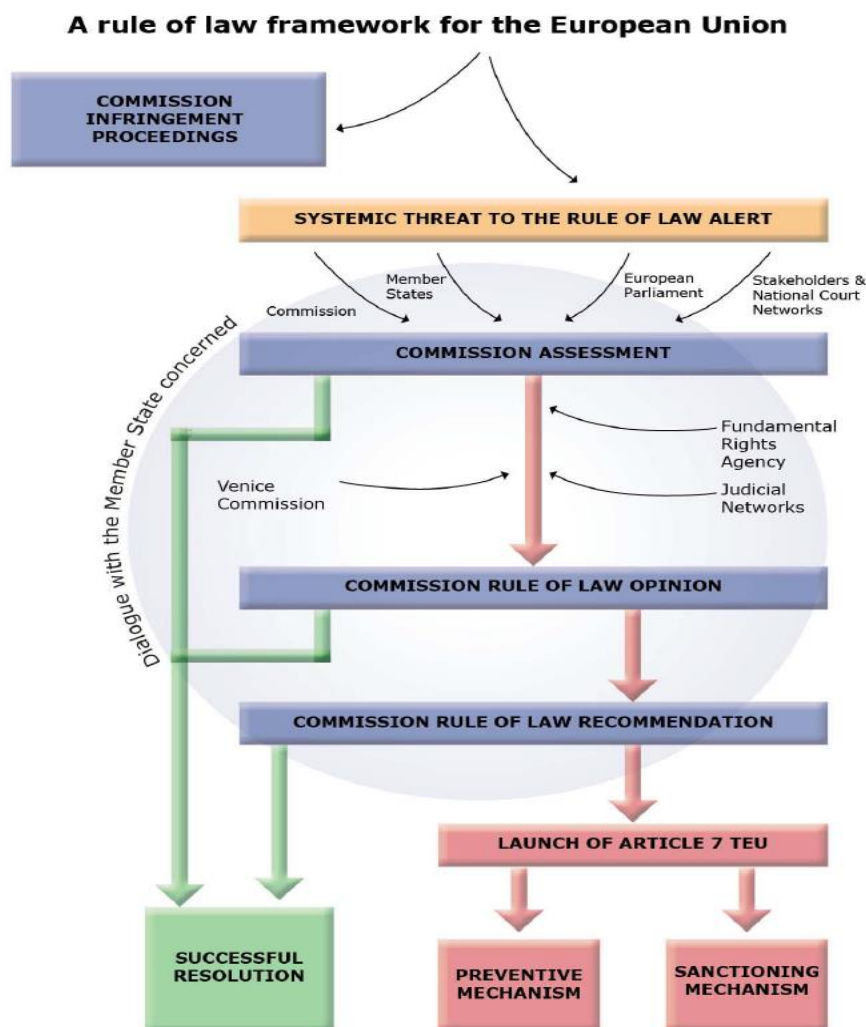 A rule of law framework for the European Union
COMMISSION
INFRINGEMENT
PROCEEDINGS
SYSTEMIC THREAT TO THE RULE OF LAW ALERT
Commission
Member
States
European
Parliament
Stakeholders &
National Court
Networks
COMMISSION ASSESSMENT
Dialogue with the Member State concerned
Fundamental
Rights
Agency
Venice
Commission
Judicial
Networks
COMMISSION RULE OF LAW OPINION
COMMISSION RULE OF LAW RECOMMENDATION
LAUNCH OF ARTICLE 7 TEU
SUCCESSFUL
RESOLUTION
PREVENTIVE
MECHANISM
SANCTIONING
MECHANISM